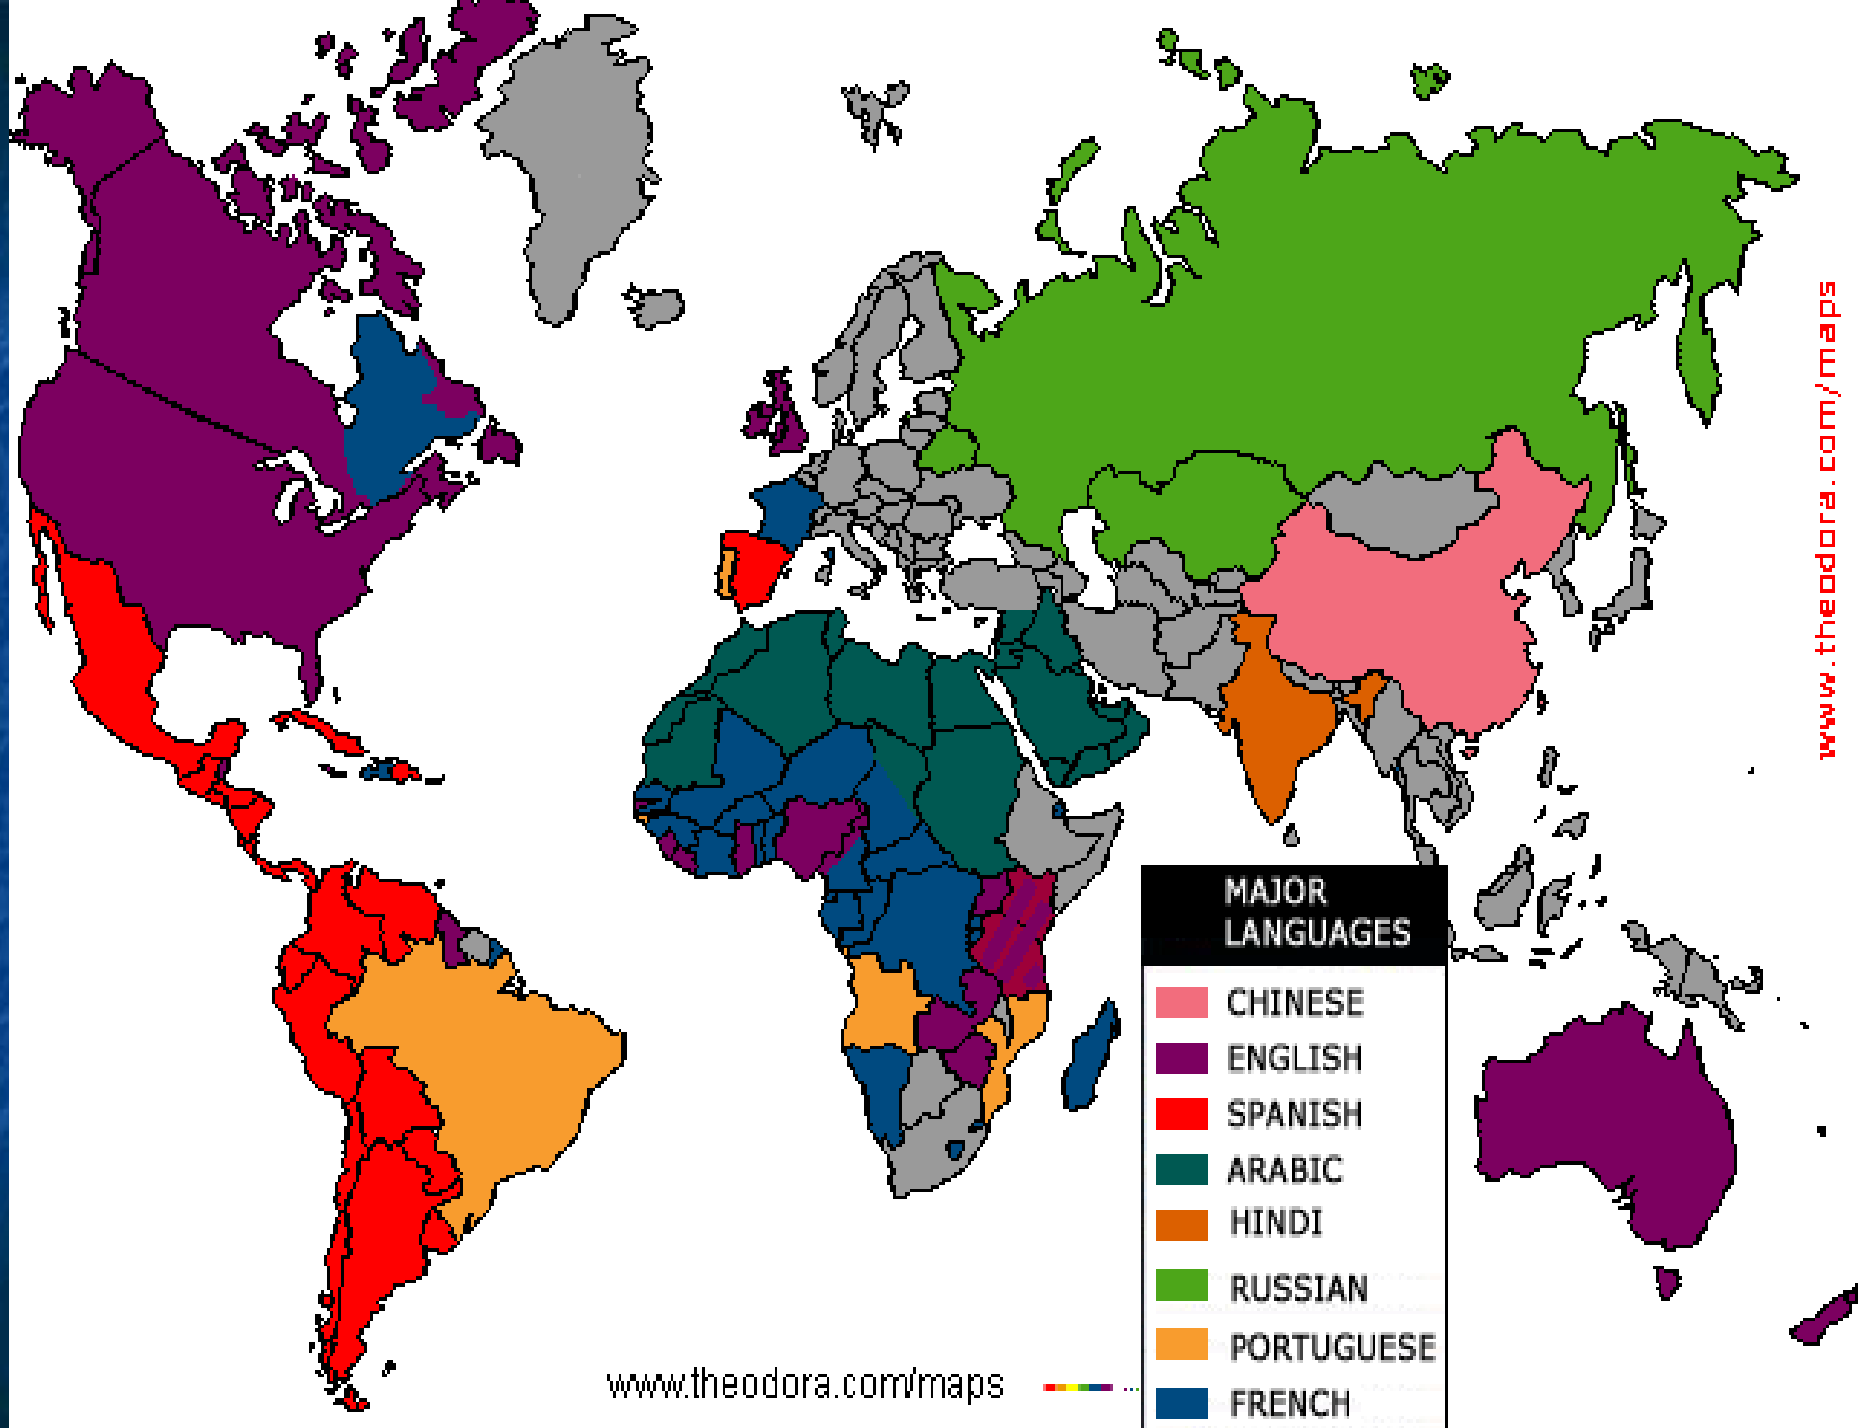 www.theodora.com/maps
MAJOR
LANGUAGES
CHINESE
ENGLISH
SPANISH
ARABIC
HINDI
RUSSIAN
PORTUGUESE
FRENCH
www.theodora.com/maps